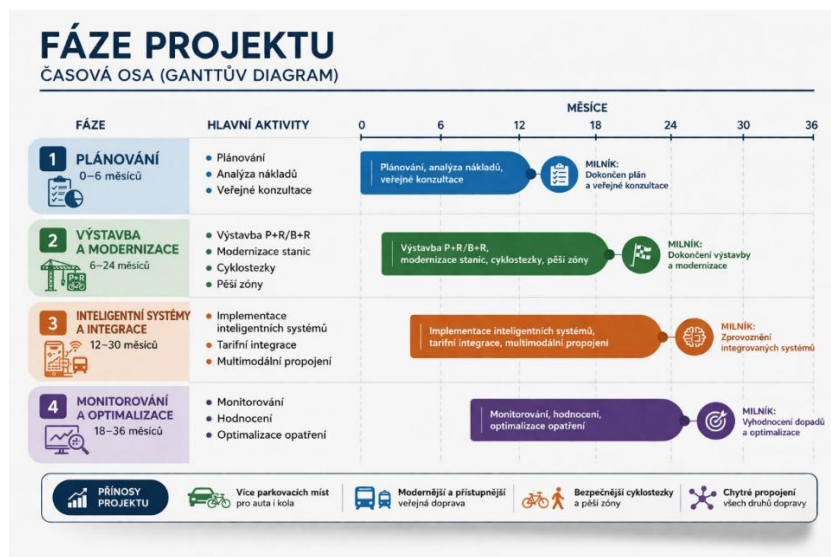 FÁZE PROJEKTU
ČASOVÁ OSA (GANTTŮV DIAGRAM)
MĚSÍCE
FÁZE
HLAVNÍ AKTIVITY
0 6 12 18 24 30 36
1 PLÁNOVÁNÍ
0–6 měsíců
• Plánování
• Analýza nákladů
• Veřejné konzultace
Plánování, analýza nákladů,
veřejné konzultace
MILNÍK:
Dokončen plán
a veřejné konzultace
2 VÝSTAVBA
A MODERNIZACE
6–24 měsíců
P+R
• Výstavba P+R/B+R
• Modernizace stanic
• Cyklostezky
• Pěší zóny
Výstavba P+R/B+R,
modernizace stanic, cyklostezky, pěší zóny
MILNÍK:
Dokončení výstavby
a modernizace
3 INTELIGENTNÍ SYSTÉMY
A INTEGRACE
12–30 měsíců
• Implementace
inteligentních systémů
• Tarifní integrace
• Multimodální propojení
Implementace inteligentních systémů,
tarifní integrace, multimodální propojení
MILNÍK:
Zprovoznění
integrovaných systémů
4 MONITOROVÁNÍ
A OPTIMALIZACE
18–36 měsíců
• Monitorování
• Hodnocení
• Optimalizace opatření
Monitorování, hodnocení,
optimalizace opatření
MILNÍK:
Vyhodnocení dopadů
a optimalizace
PŘÍNOSY
PROJEKTU
Více parkovacích míst
pro auta i kola
Modernější a přístupnější
veřejná doprava
Bezpečnější cyklostezky
a pěší zóny
Chytré propojení
všech druhů dopravy